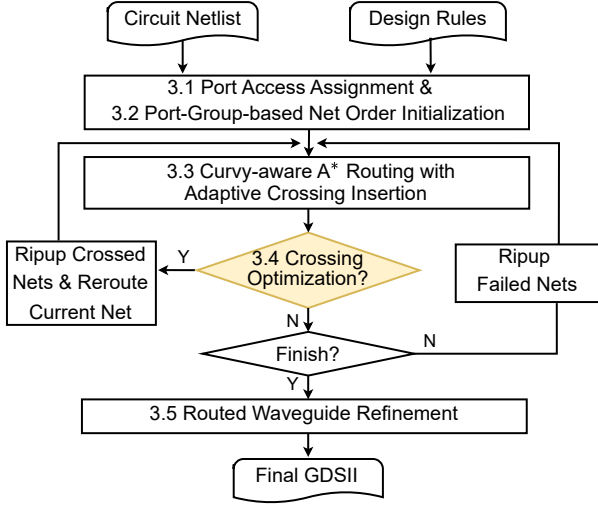 Circuit Netlist
Design Rules
3.1 Port Access Assignment &
3.2 Port-Group-based Net Order Initialization
3.3 Curvy-aware A* Routing with
Adaptive Crossing Insertion
3.4 Crossing
Optimization?
Y
Ripup Crossed
Nets & Reroute
Current Net
Ripup
Failed Nets
N
Finish?
N
Y
3.5 Routed Waveguide Refinement
Final GDSII